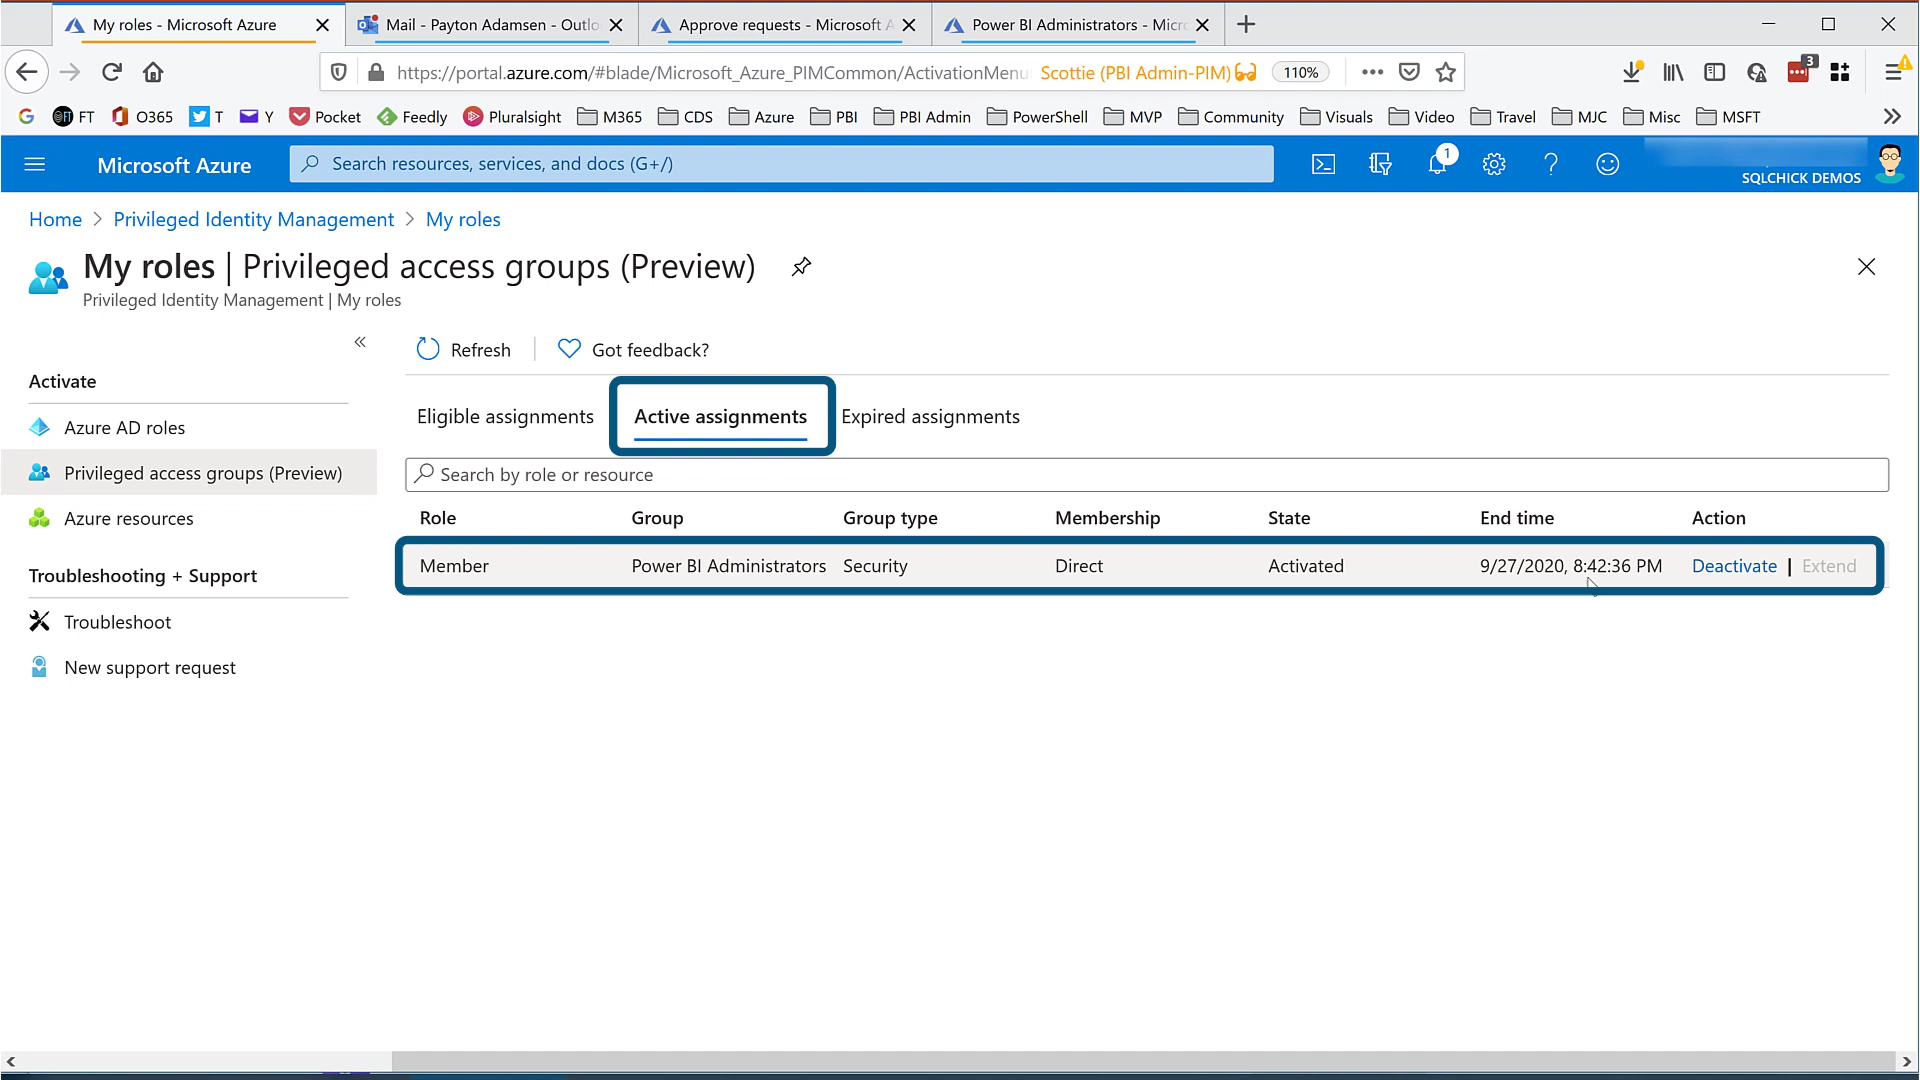 My roles - Microsoft Azure
Mail - Payton Adamsen - Outlo
Approve requests - Microsoft A
Power BI Administrators - Micr
https://portal.azure.com/#blade/Microsoft_Azure_PIMCommon/ActivationMenu
Scottie (PBI Admin-PIM)
110%
3
FT
O365
T
Y
Pocket
Feedly
Pluralsight
M365
CDS
Azure
PBI
PBI Admin
PowerShell
MVP
Community
Visuals
Video
Travel
MJC
Misc
MSFT
Microsoft Azure
Search resources, services, and docs (G+/)
1
SQLCHICK DEMOS
Home > Privileged Identity Management > My roles
My roles | Privileged access groups (Preview)
Privileged Identity Management | My roles
Refresh
Got feedback?
Activate
Azure AD roles
Privileged access groups (Preview)
Azure resources
Troubleshooting + Support
Troubleshoot
New support request
Eligible assignments
Active assignments
Expired assignments
Search by role or resource
Role Group Group type Membership State End time Action
Member Power BI Administrators Security Direct Activated 9/27/2020, 8:42:36 PM Deactivate | Extend